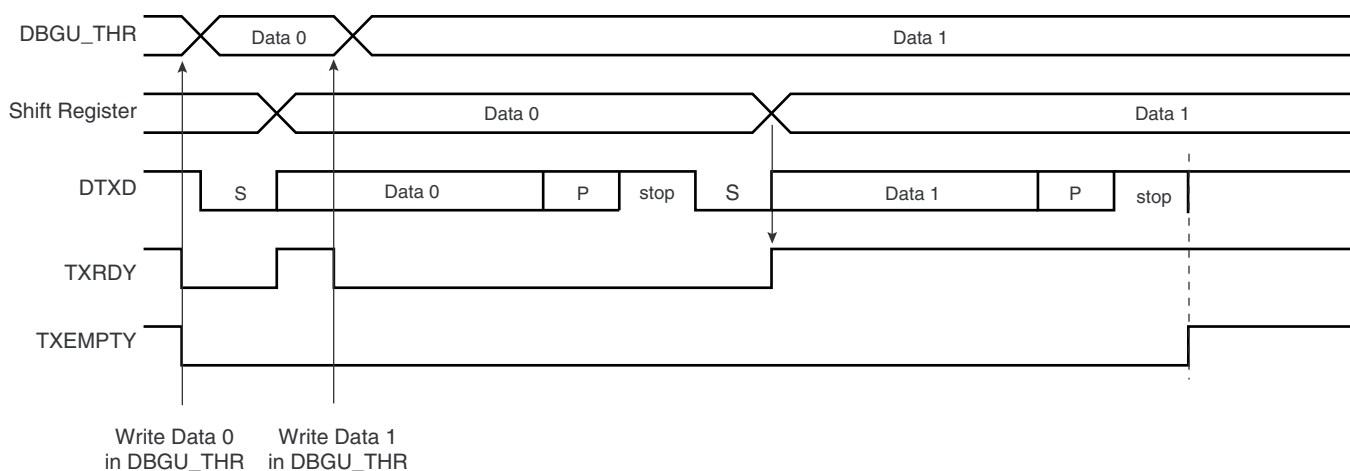 DBGU_THR
Data 0
Data 1
Shift Register
Data 0
Data 1
DTXD
S
Data 0
P
stop
S
Data 1
P
stop
TXRDY
TXEMPTY
Write Data 0
in DBGU_THR
Write Data 1
in DBGU_THR